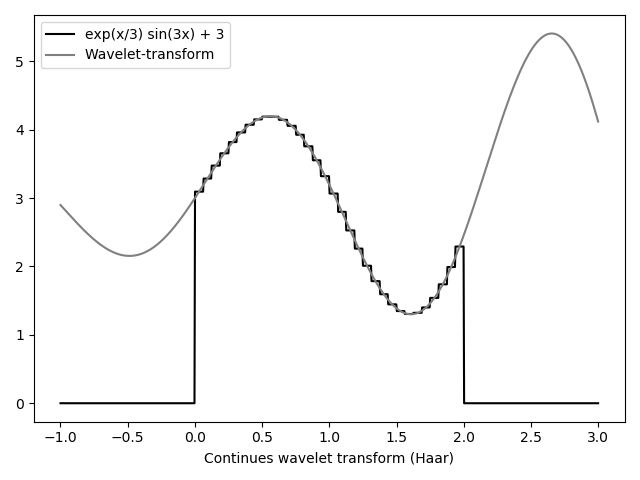 exp(x/3) sin(3x) + 3
Wavelet-transform
5
4
3
2
1
0
−1.0 −0.5 0.0 0.5 1.0 1.5 2.0 2.5 3.0
Continues wavelet transform (Haar)